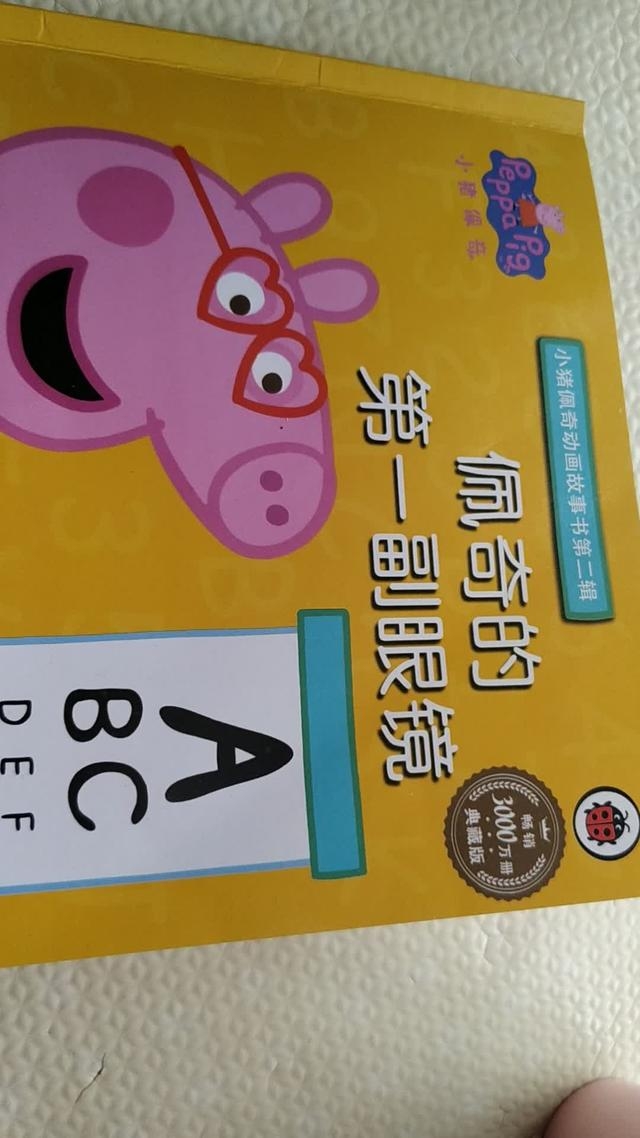 Peppa Pig
小猪佩奇
小猪佩奇动画故事书第二辑
佩奇的
第一副眼镜
畅销
3000万册
典藏版
A
BC
DEF